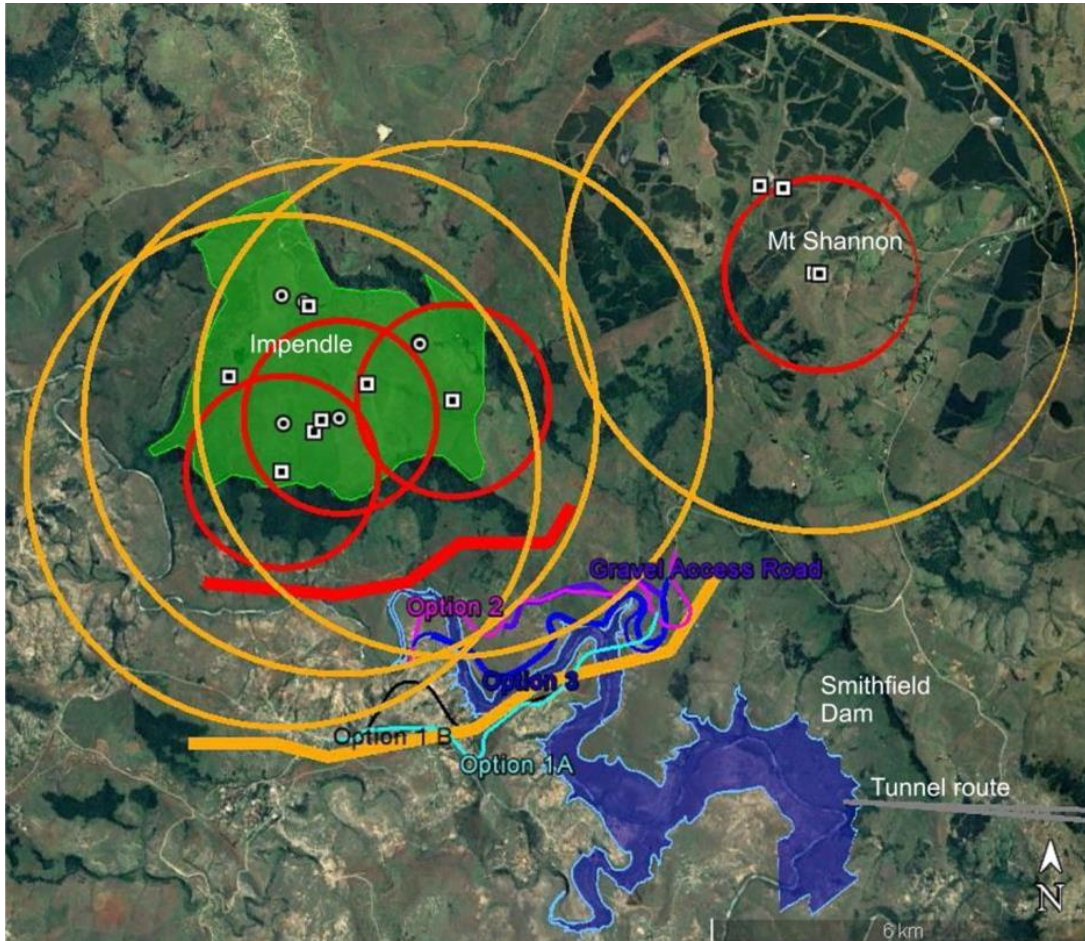 Mt Shannon
Impendle
Gravel Access Road
Option 2
Option 3
Smithfield
Dam
Option 1 B
Option 1A
Tunnel route
N
6 km